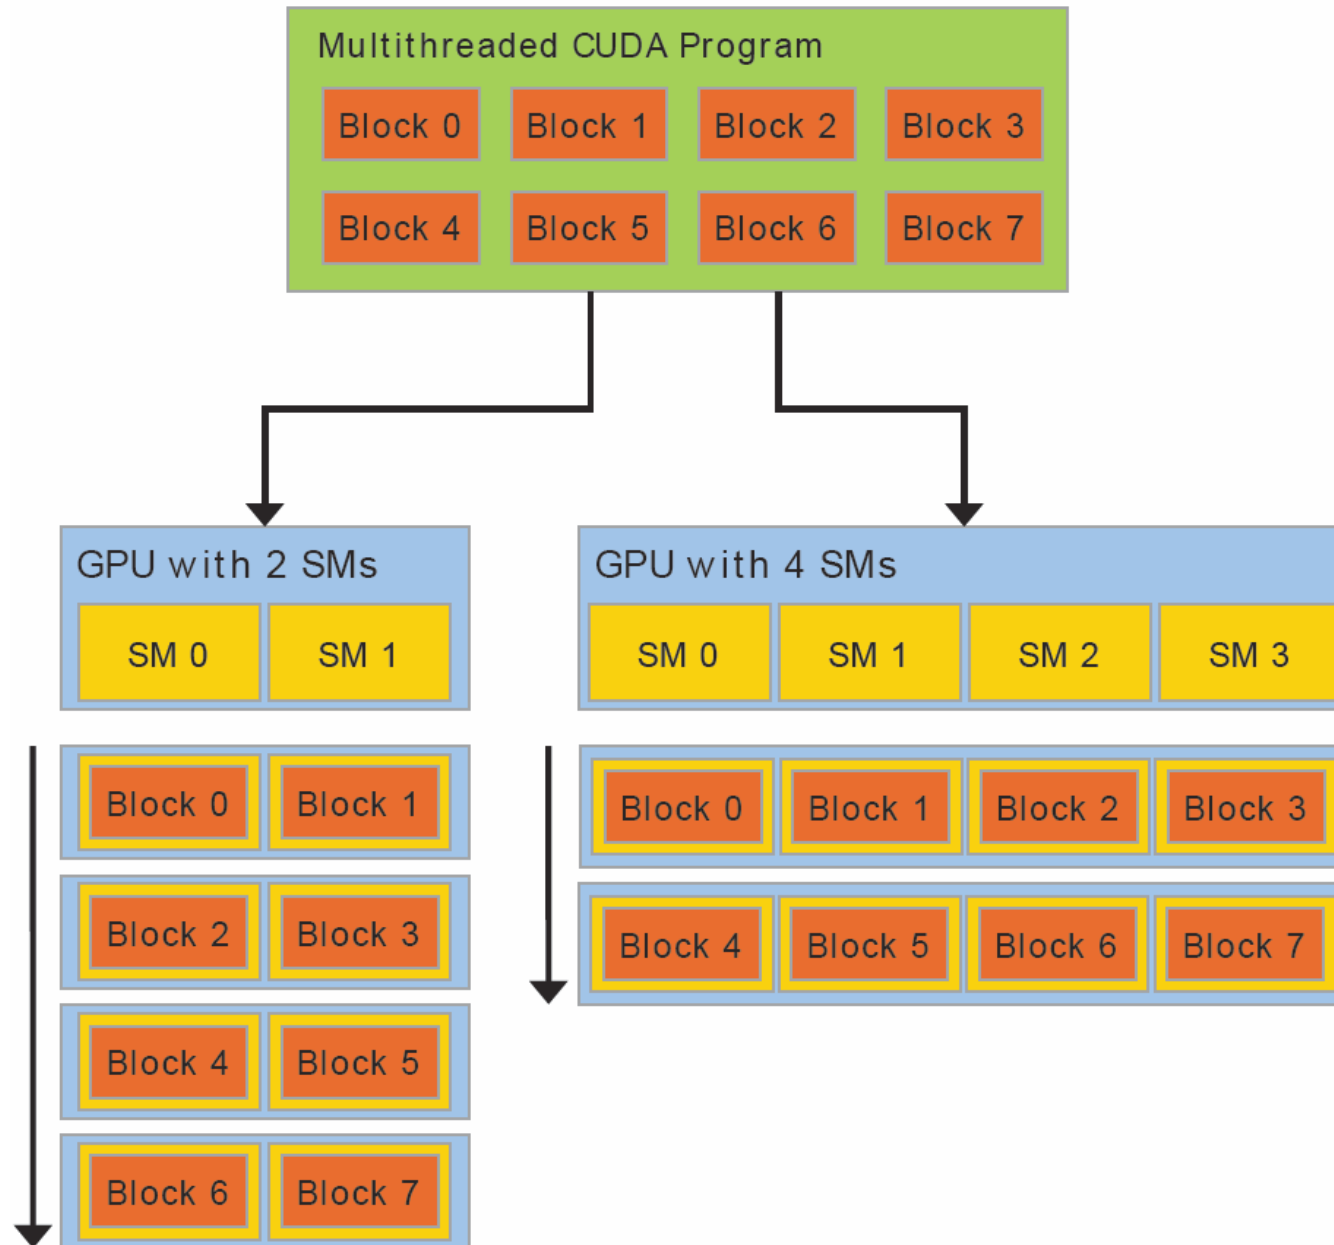 Multithreaded CUDA Program
Block 0 Block 1 Block 2 Block 3
Block 4 Block 5 Block 6 Block 7
GPU with 2 SMs
SM 0 SM 1
Block 0 Block 1
Block 2 Block 3
Block 4 Block 5
Block 6 Block 7
GPU with 4 SMs
SM 0 SM 1 SM 2 SM 3
Block 0 Block 1 Block 2 Block 3
Block 4 Block 5 Block 6 Block 7